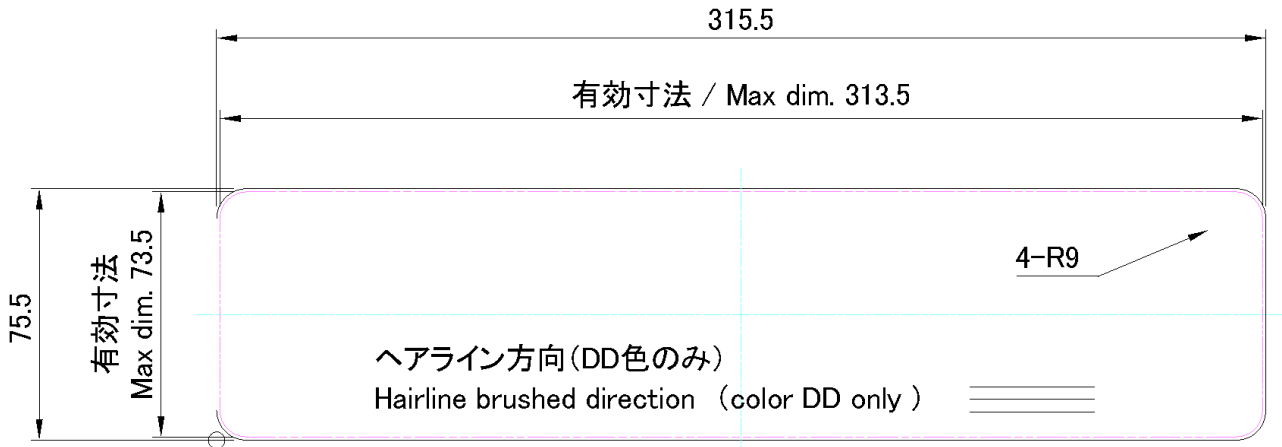 315.5
有効寸法 / Max dim. 313.5
75.5
有効寸法
Max dim. 73.5
4-R9
ヘアライン方向(DD色のみ)
Hairline brushed direction （color DD only ）